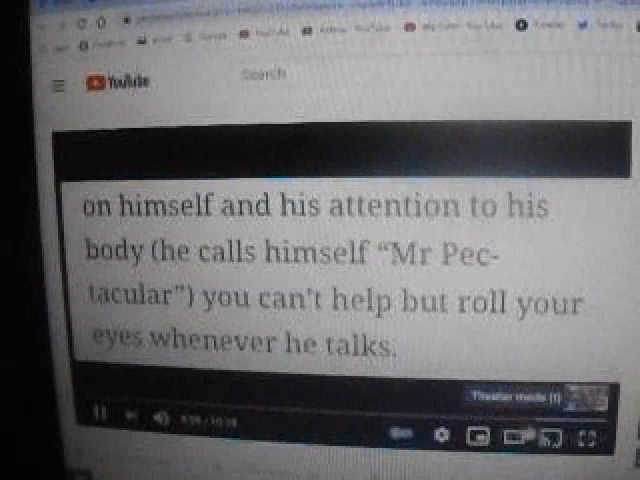 YouTube
Search
on himself and his attention to his
body (he calls himself “Mr Pec-
tacular”) you can't help but roll your
eyes whenever he talks.
Theater mode (t)